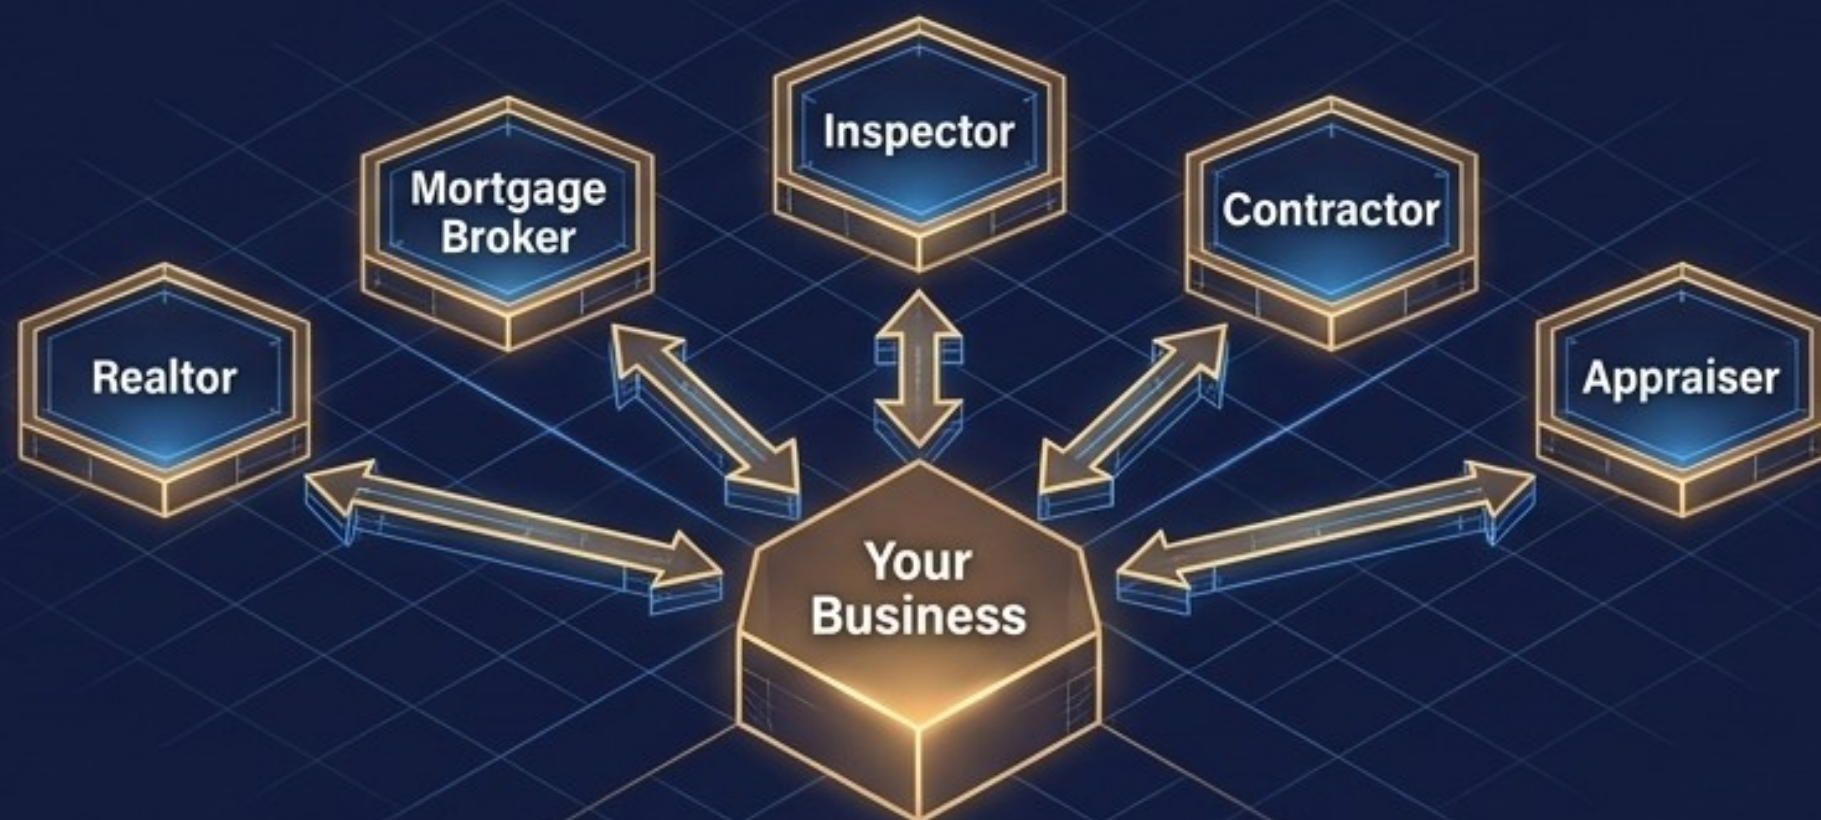 Inspector
Mortgage
Broker
Contractor
Realtor
Appraiser
Your
Business